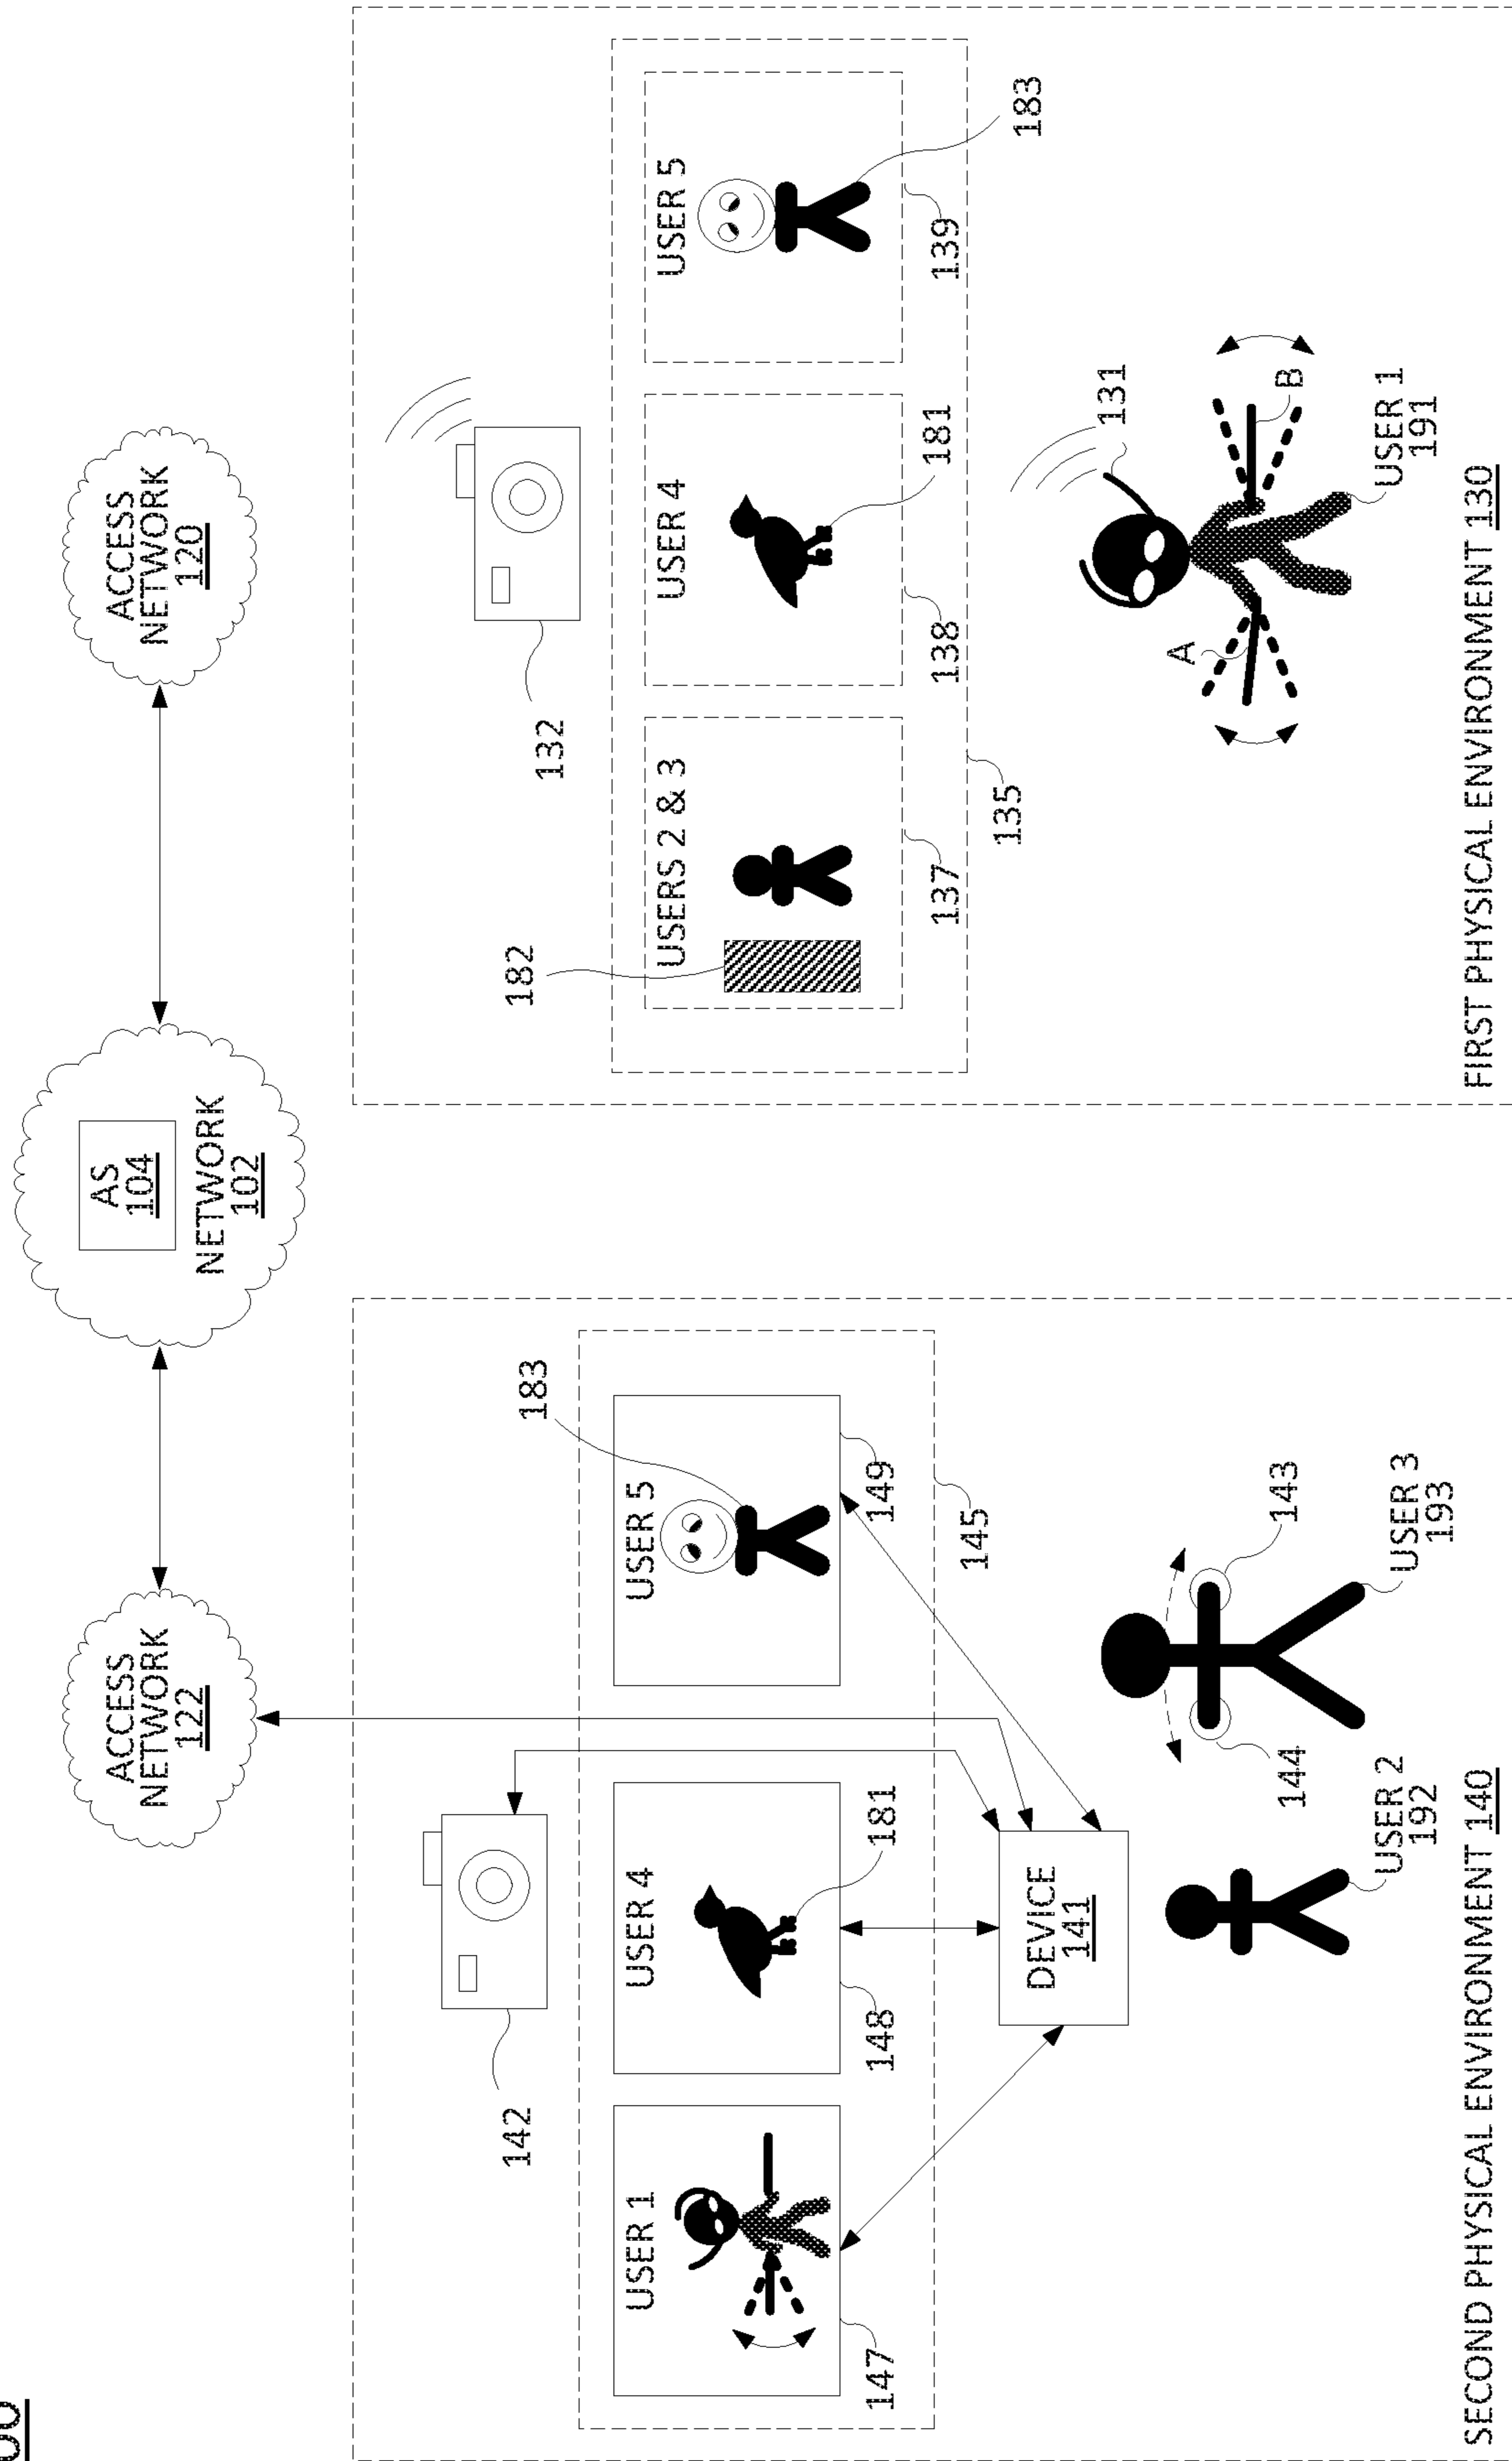 ACCESS
NETWORK
122
AS
104
NETWORK
102
ACCESS
NETWORK
120
142
183
USER 1
USER 4
USER 5
147
148
181
149
145
DEVICE
141
144
143
USER 2
192
USER 3
193
SECOND PHYSICAL ENVIRONMENT 140
132
182
USERS 2 & 3
USER 4
USER 5
137
138
181
139
183
135
131
A
B
USER 1
191
FIRST PHYSICAL ENVIRONMENT 130